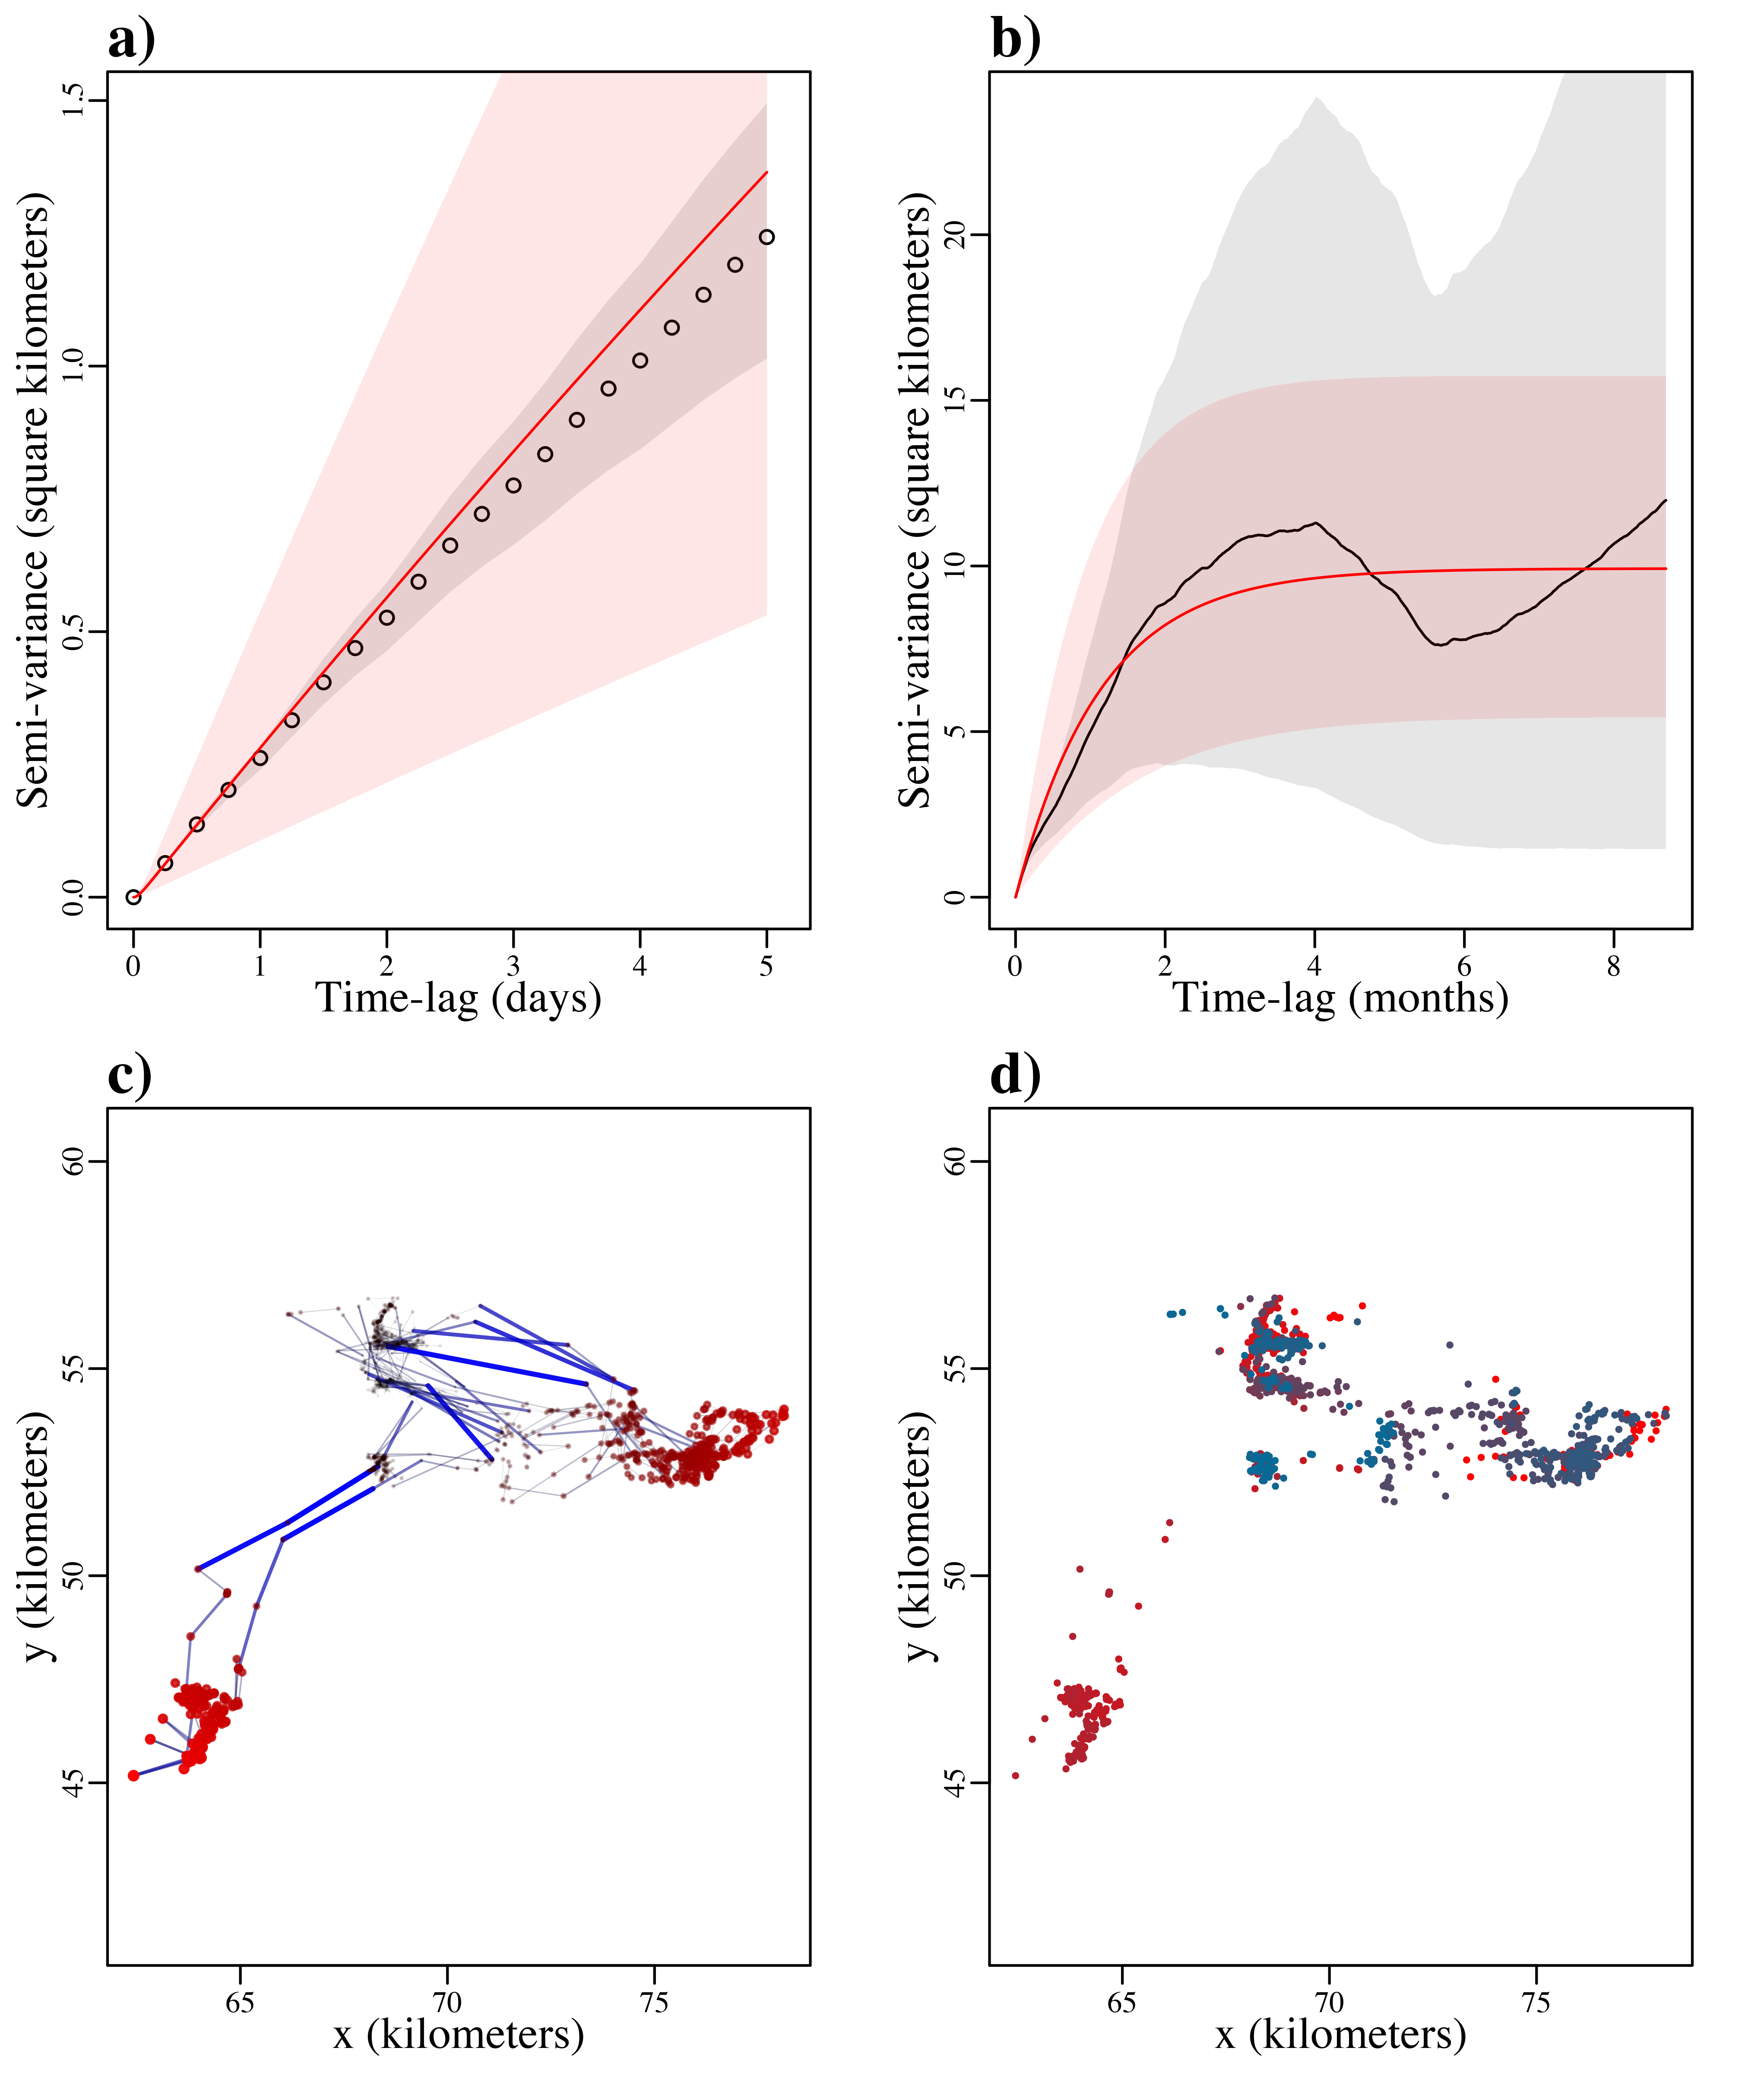 a)
Semi-variance (square kilometers)
0.0 0.5 1.0 1.5
0 1 2 3 4 5
Time-lag (days)
b)
Semi-variance (square kilometers)
0 5 10 15 20
0 2 4 6 8
Time-lag (months)
c)
y (kilometers)
45 50 55 60
65 70 75
x (kilometers)
d)
y (kilometers)
45 50 55 60
65 70 75
x (kilometers)